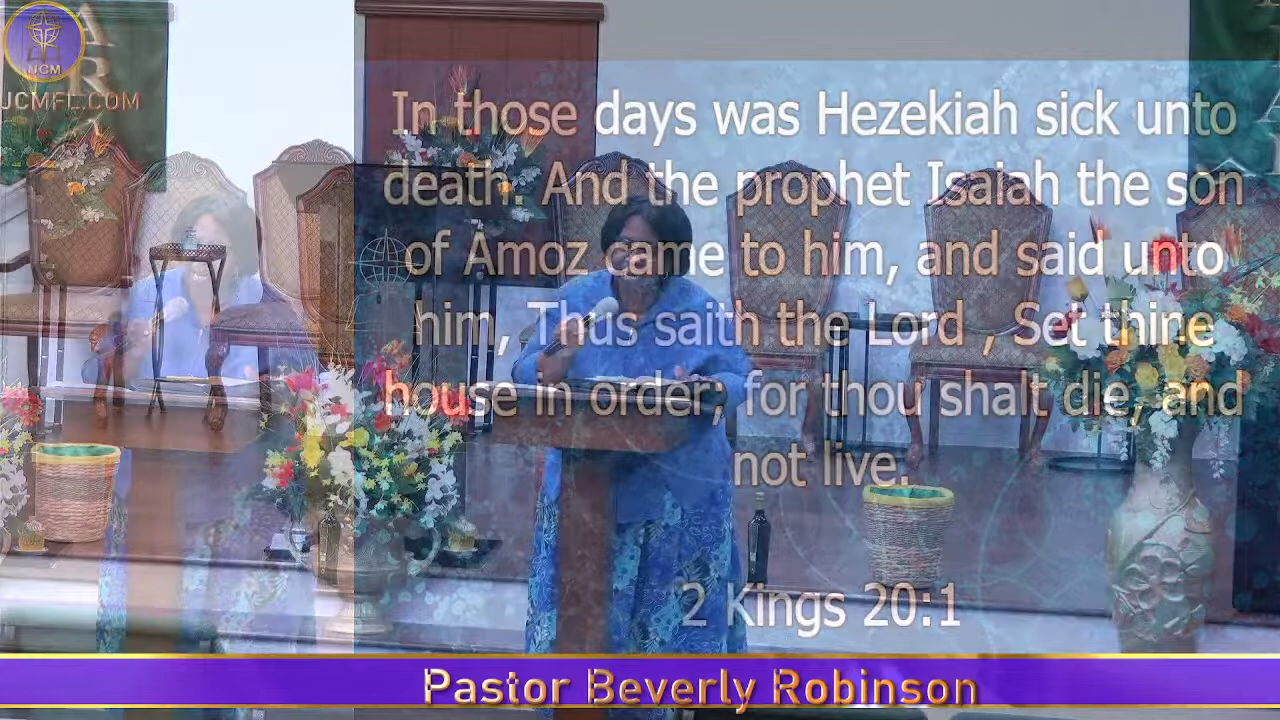 JCM
JCMFL.COM
In those days was Hezekiah sick unto
death. And the prophet Isaiah the son
of Amoz came to him, and said unto
him, Thus saith the Lord , Set thine
house in order; for thou shalt die, and
not live.
2 Kings 20:1
Pastor Beverly Robinson